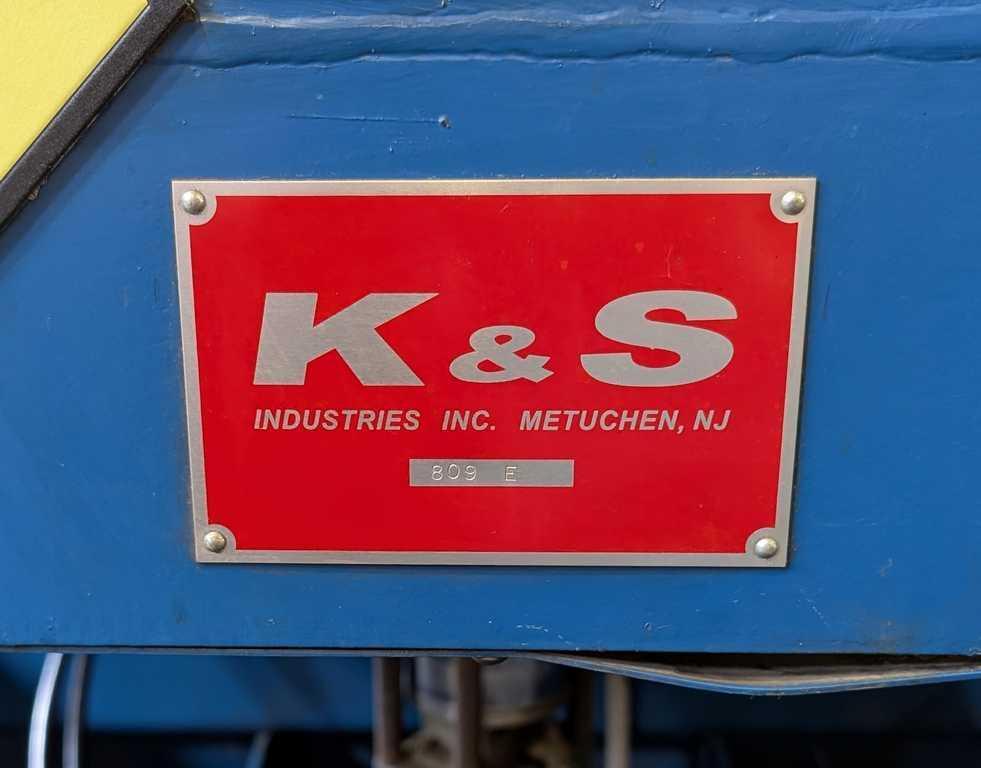 K & S
INDUSTRIES INC. METUCHEN, NJ
809 E